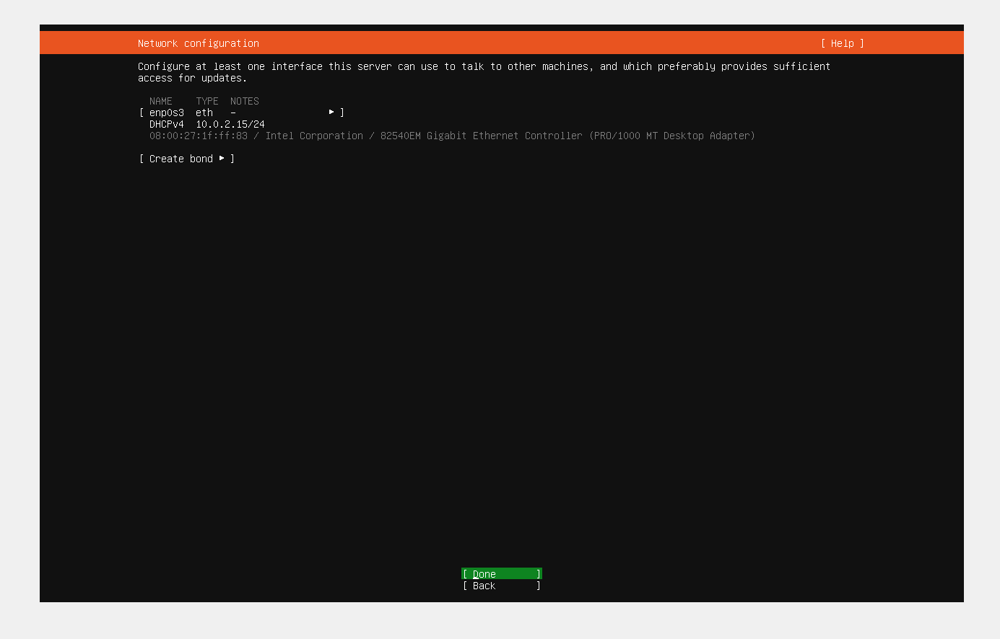 Network configuration [ Help ]
Configure at least one interface this server can use to talk to other machines, and which preferably provides sufficient
access for updates.
NAME TYPE NOTES
[ enp0s3 eth – ▸ ]
DHCPv4 10.0.2.15/24
08:00:27:1f:ff:83 / Intel Corporation / 82540EM Gigabit Ethernet Controller (PRO/1000 MT Desktop Adapter)
[ Create bond ▸ ]
[ Done ]
[ Back ]